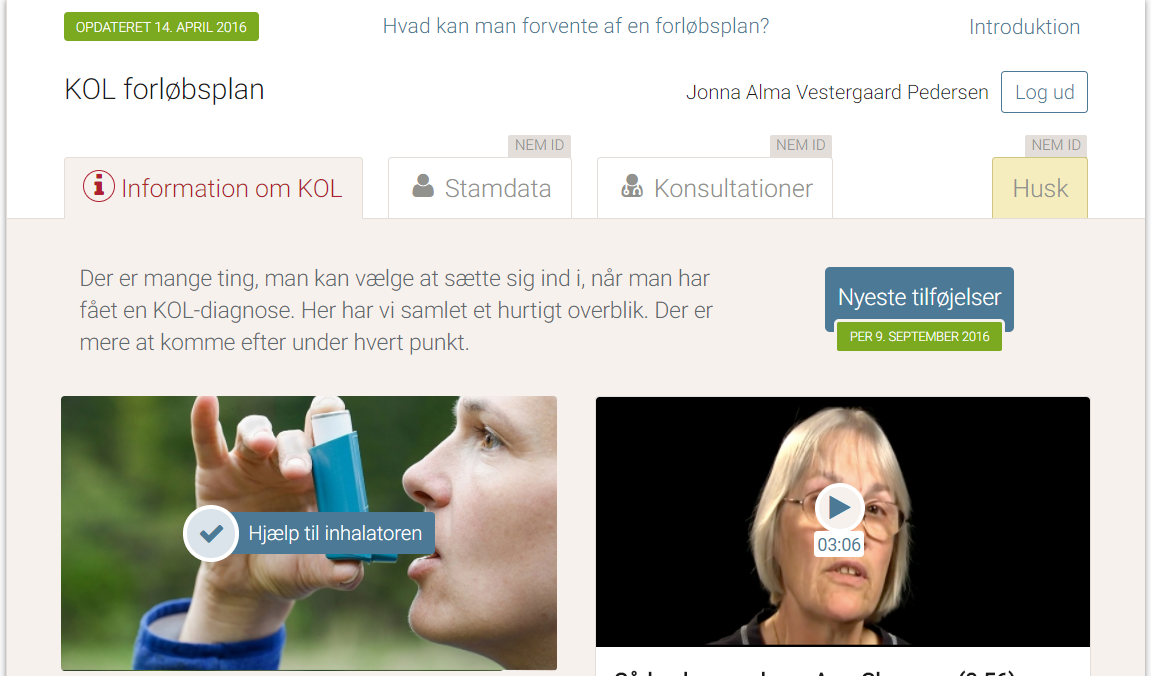 OPDATERET 14. APRIL 2016
Hvad kan man forvente af en forløbsplan?
Introduktion
KOL forløbsplan
Jonna Alma Vestergaard Pedersen
Log ud
NEM ID
NEM ID
NEM ID
Information om KOL
Stamdata
Konsultationer
Husk
Der er mange ting, man kan vælge at sætte sig ind i, når man har
fået en KOL-diagnose. Her har vi samlet et hurtigt overblik. Der er
mere at komme efter under hvert punkt.
Nyeste tilføjelser
PER 9. SEPTEMBER 2016
Hjælp til inhalatoren
03:06